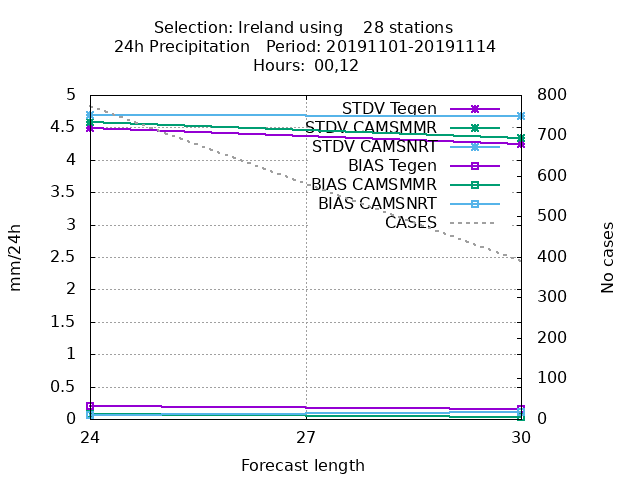 Selection: Ireland using 28 stations
24h Precipitation Period: 20191101-20191114
Hours: 00,12
5
4.5
4
3.5
3
2.5
2
1.5
1
0.5
0
mm/24h
800
700
600
500
400
300
200
100
0
No cases
STDV Tegen
STDV CAMSMMR
STDV CAMSNRT
BIAS Tegen
BIAS CAMSMMR
BIAS CAMSNRT
CASES
24 27 30
Forecast length